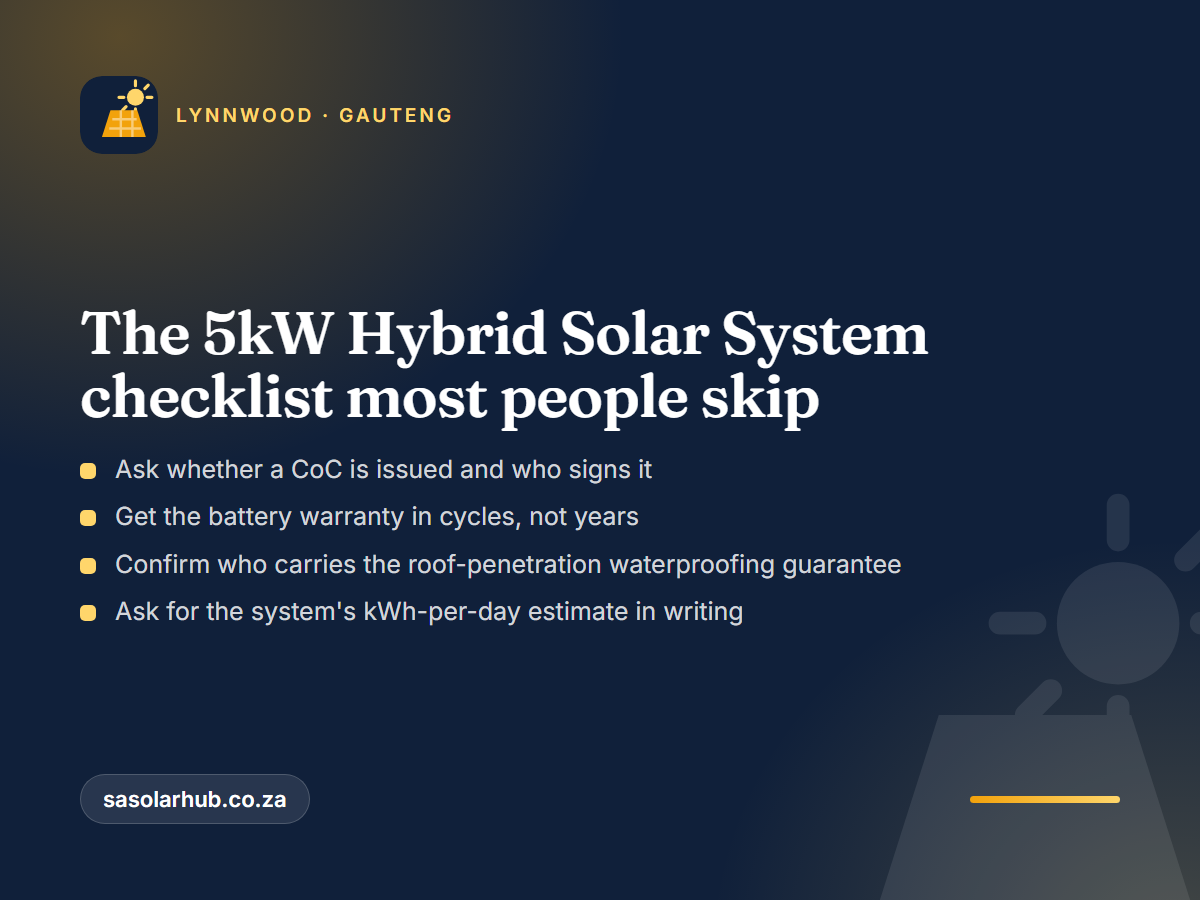 LYNNWOOD · GAUTENG
The 5kW Hybrid Solar System
checklist most people skip
Ask whether a CoC is issued and who signs it
Get the battery warranty in cycles, not years
Confirm who carries the roof-penetration waterproofing guarantee
Ask for the system's kWh-per-day estimate in writing
sasolarhub.co.za